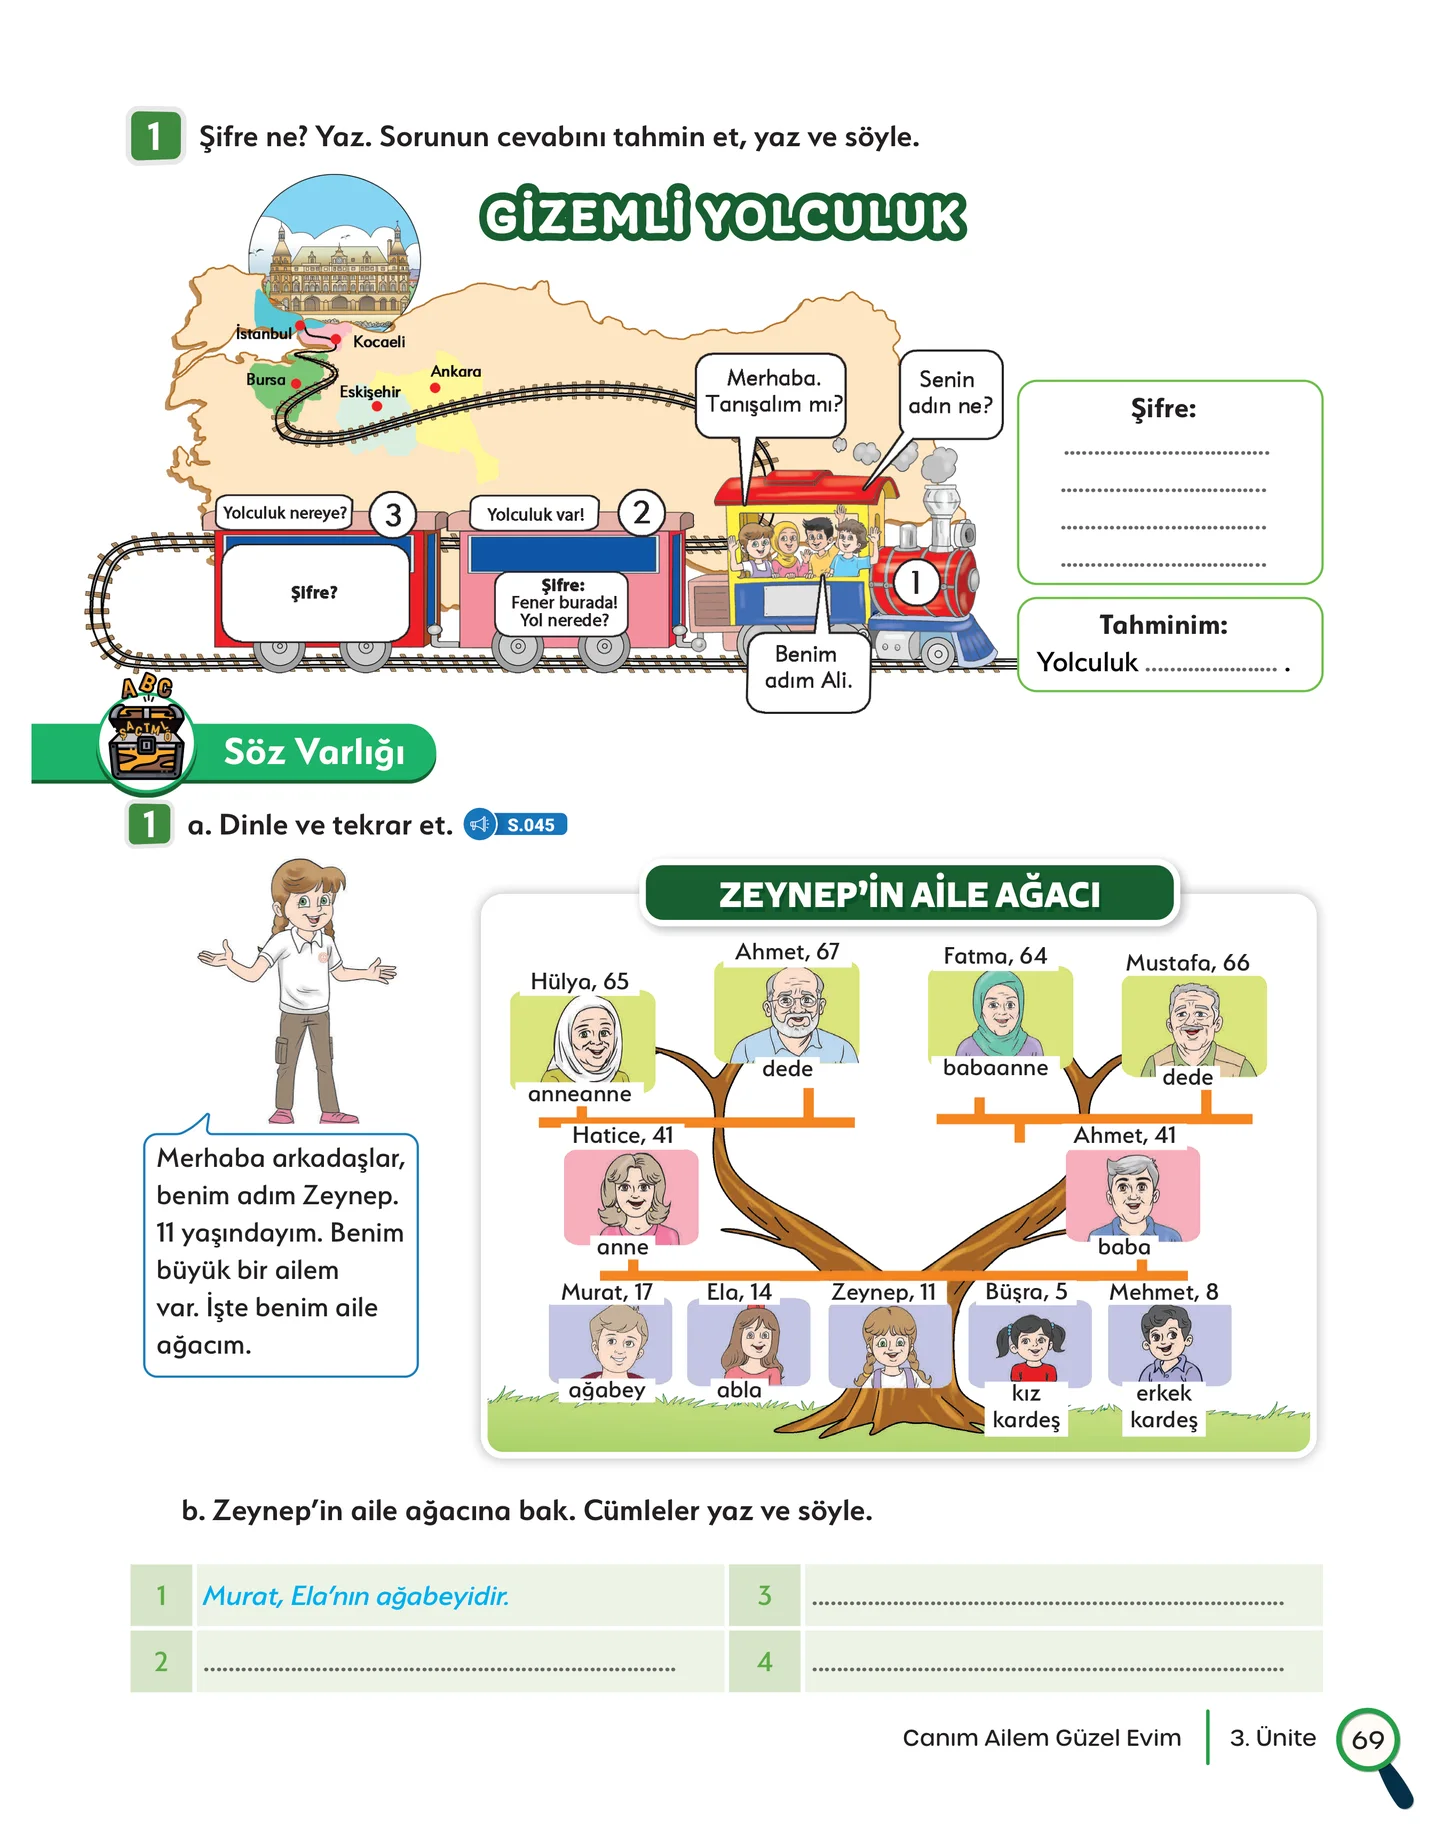 1 Şifre ne? Yaz. Sorunun cevabını tahmin et, yaz ve söyle.
GİZEMLİ YOLCULUK
İstanbul
Kocaeli
Bursa
Eskişehir
Ankara
Merhaba.
Tanışalım mı?
Senin
adın ne?
Yolculuk nereye?
3
Şifre?
Yolculuk var!
2
Şifre:
Fener burada!
Yol nerede?
1
Benim
adım Ali.
Şifre:
Tahminim:
Yolculuk ...................... .
ABC
Söz Varlığı
1 a. Dinle ve tekrar et. S.045
Merhaba arkadaşlar,
benim adım Zeynep.
11 yaşındayım. Benim
büyük bir ailem
var. İşte benim aile
ağacım.
ZEYNEP’İN AİLE AĞACI
Hülya, 65
anneanne
Ahmet, 67
dede
Fatma, 64
babaanne
Mustafa, 66
dede
Hatice, 41
anne
Ahmet, 41
baba
Murat, 17
ağabey
Ela, 14
abla
Zeynep, 11
Büşra, 5
kız
kardeş
Mehmet, 8
erkek
kardeş
b. Zeynep’in aile ağacına bak. Cümleler yaz ve söyle.
1 Murat, Ela’nın ağabeyidir.
2
3
4
Canım Ailem Güzel Evim 3. Ünite 69